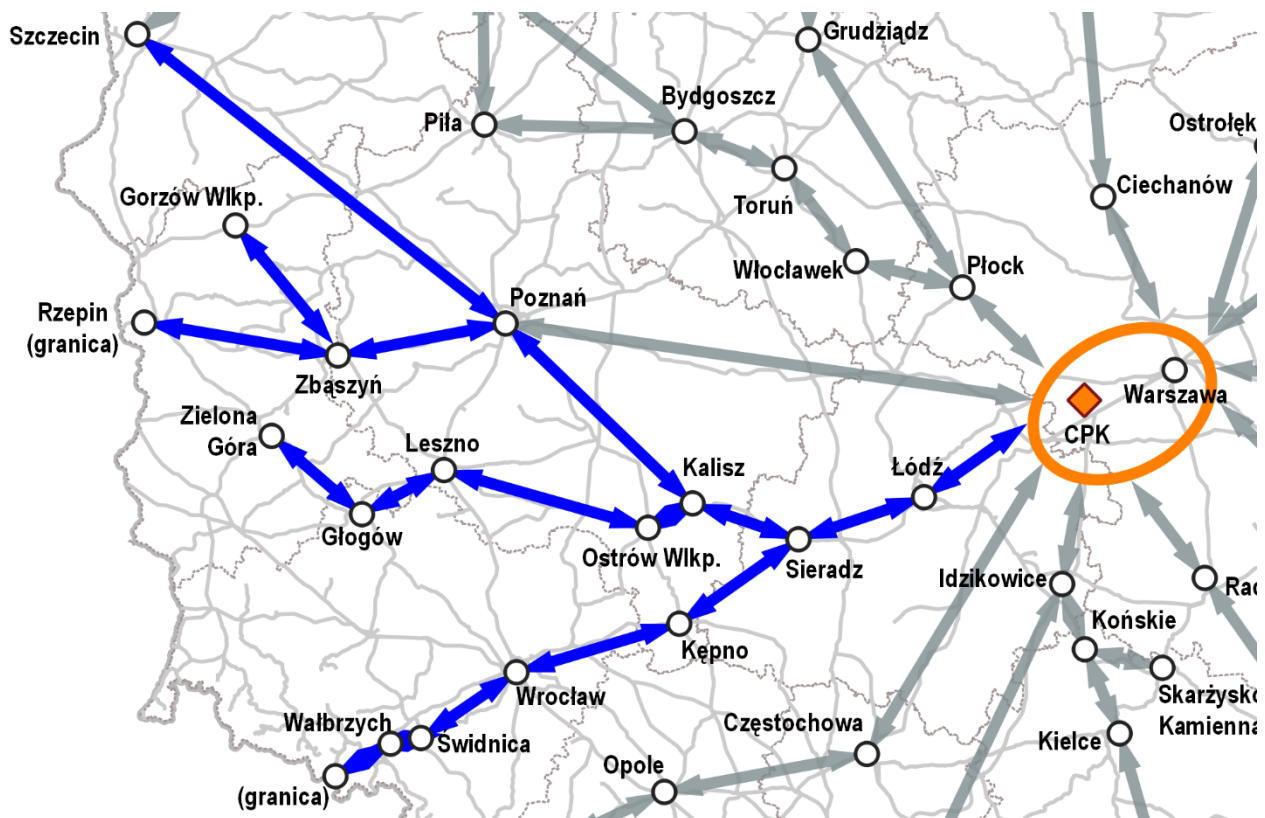 Szczecin
Grudziądz
Bydgoszcz
Piła
Ostrołęk
Ciechanów
Gorzów Wlkp.
Toruń
Włocławek
Płock
Rzepin
(granica)
Poznań
Zbąszyń
Warszawa
CPK
Zielona
Góra
Leszno
Kalisz
Łódź
Głogów
Ostrów Wlkp.
Sieradz
Idzikowice
Rad
Końskie
Kępno
Wrocław
Skarżysko
Kamienna
Wałbrzych
Świdnica
Częstochowa
Kielce
Opole
(granica)